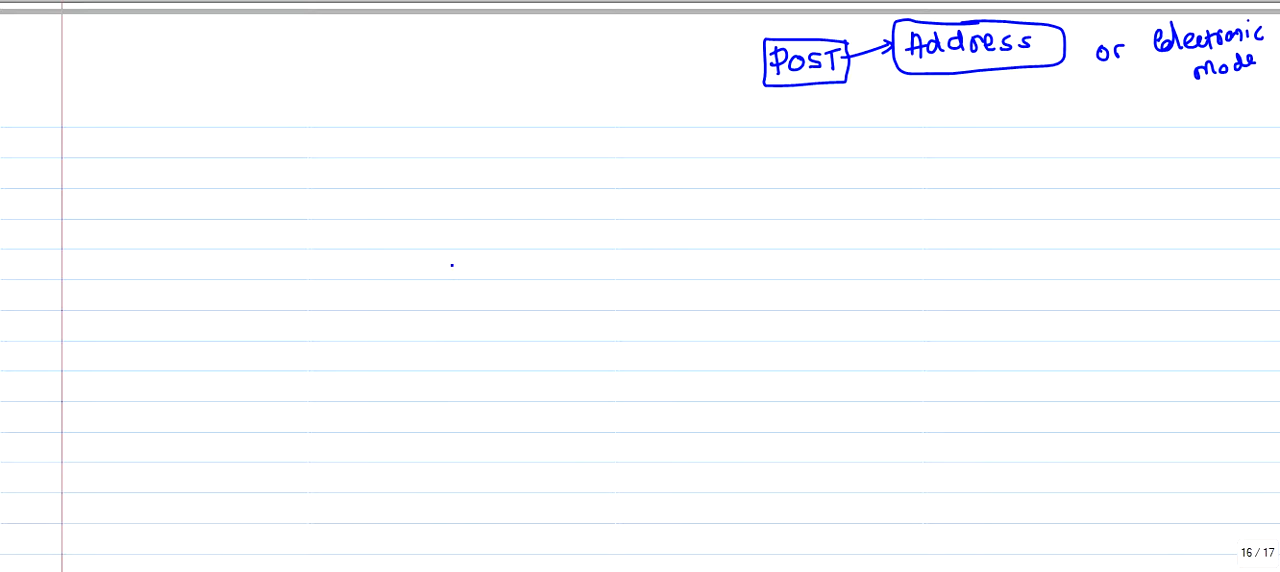 POST → Address or Electronic
mode
16 / 17